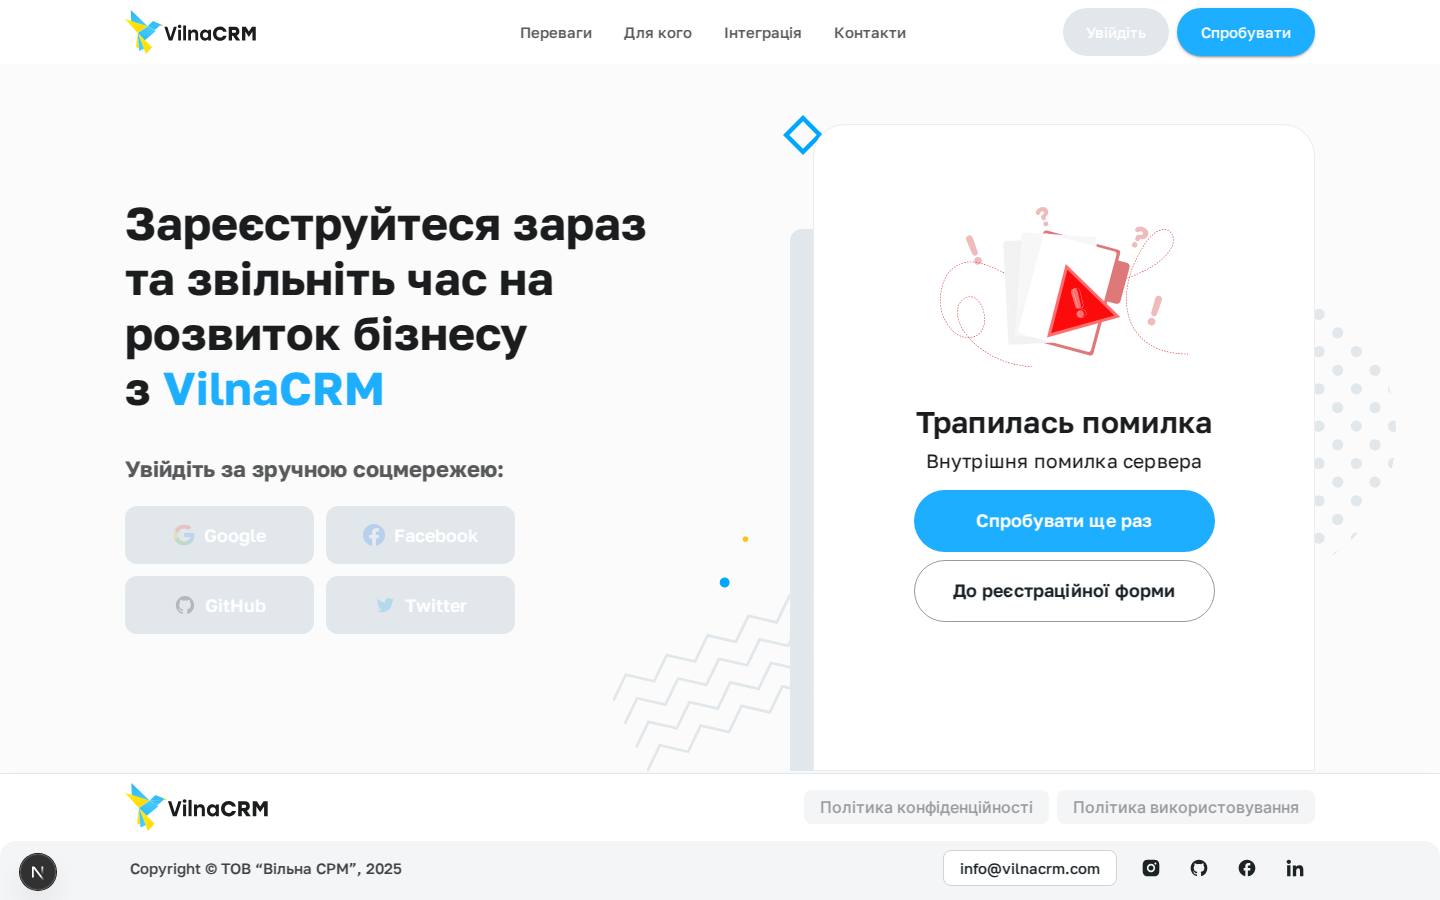 VilnaCRM
Переваги
Для кого
Інтеграція
Контакти
Увійдіть
Спробувати
Зареєструйтеся зараз
та звільніть час на
розвиток бізнесу
з VilnaCRM
Увійдіть за зручною соцмережею:
Google
Facebook
GitHub
Twitter
Трапилась помилка
Внутрішня помилка сервера
Спробувати ще раз
До реєстраційної форми
VilnaCRM
Політика конфіденційності
Політика використовування
Copyright © ТОВ “Вільна СРМ”, 2025
info@vilnacrm.com